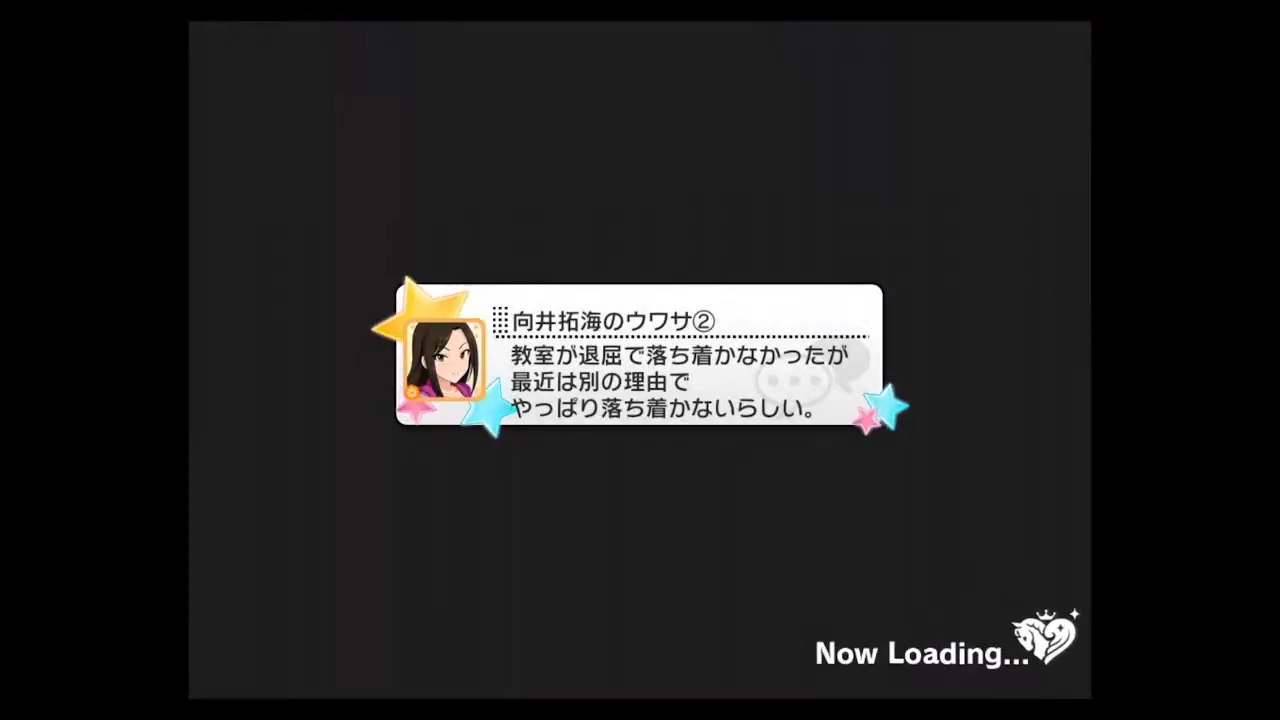 向井拓海のウワサ②
教室が退屈で落ち着かなかったが
最近は別の理由で
やっぱり落ち着かないらしい。
Now Loading...